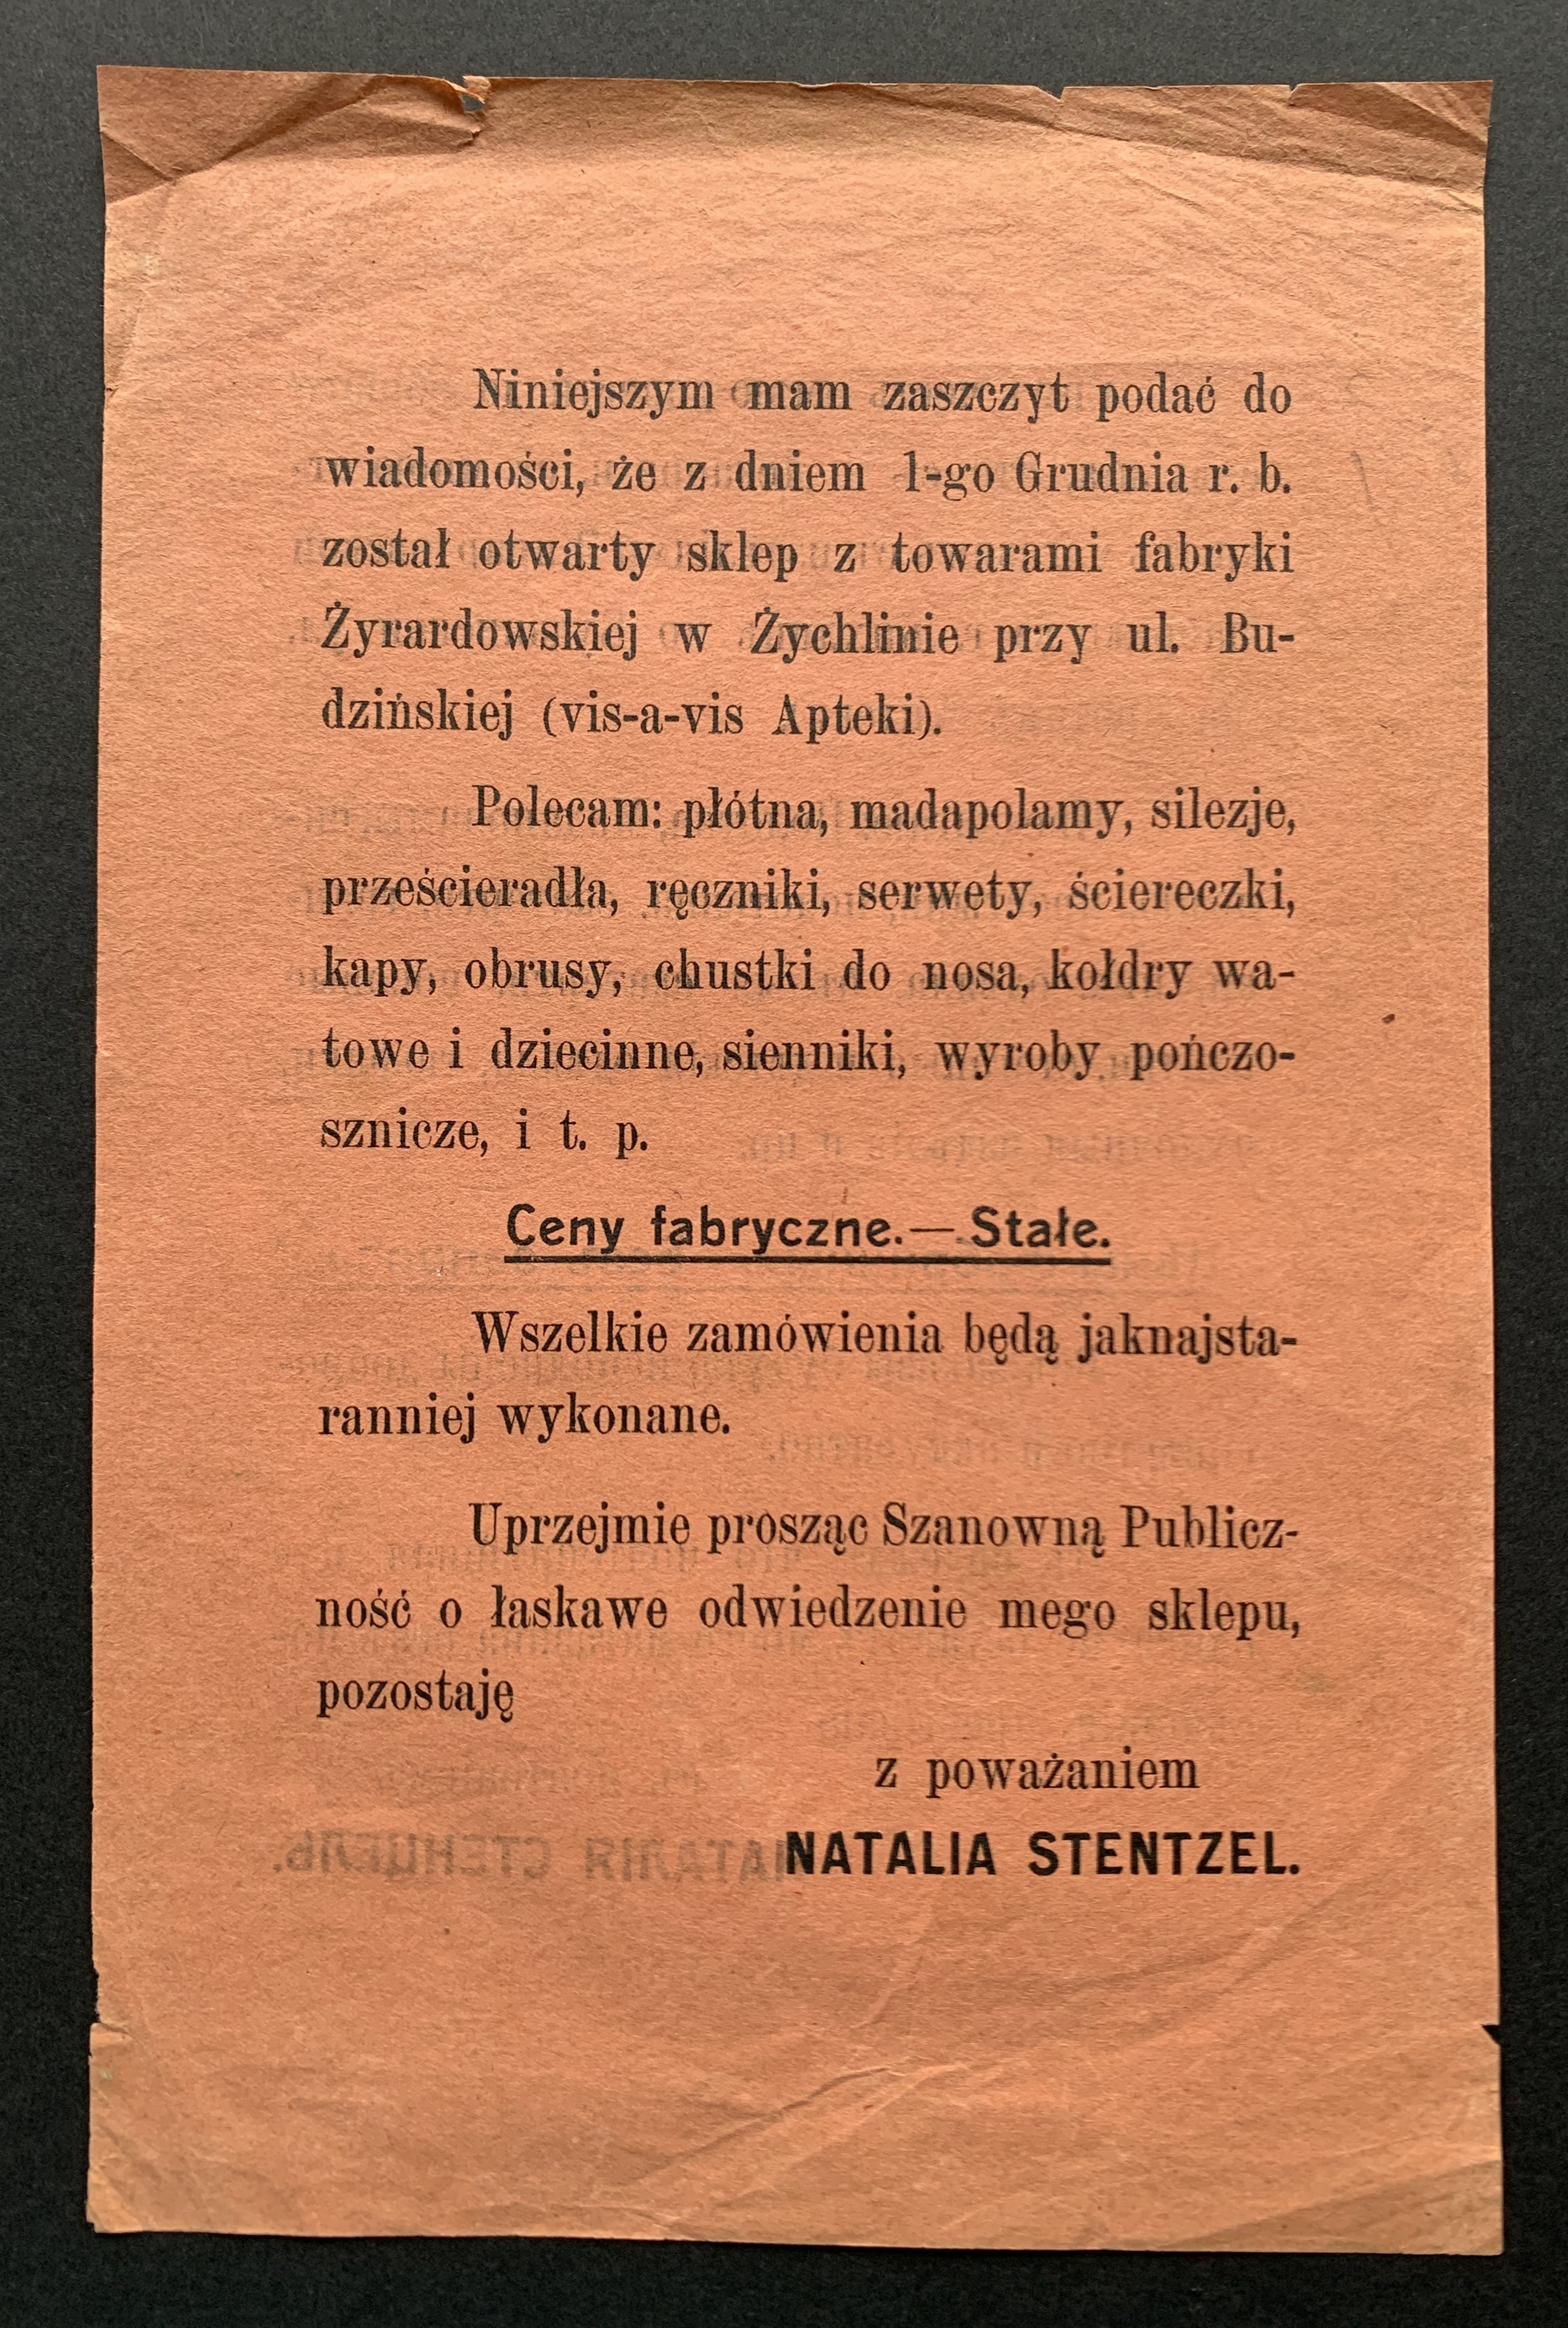 Niniejszym mam zaszczyt podać do
wiadomości, że z dniem 1-go Grudnia r. b.
został otwarty sklep z towarami fabryki
Żyrardowskiej w Żychlinie przy ul. Bu-
dzińskiej (vis-a-vis Apteki).
Polecam: płótna, madapolamy, silezje,
prześcieradła, ręczniki, serwety, ściereczki,
kapy, obrusy, chustki do nosa, kołdry wa-
towe i dziecinne, sienniki, wyroby pończo-
sznicze, i t. p.
Ceny fabryczne.— Stałe.
Wszelkie zamówienia będą jaknajsta-
ranniej wykonane.
Uprzejmie prosząc Szanowną Publicz-
ność o łaskawe odwiedzenie mego sklepu,
pozostaję
z poważaniem
NATALIA STENTZEL.